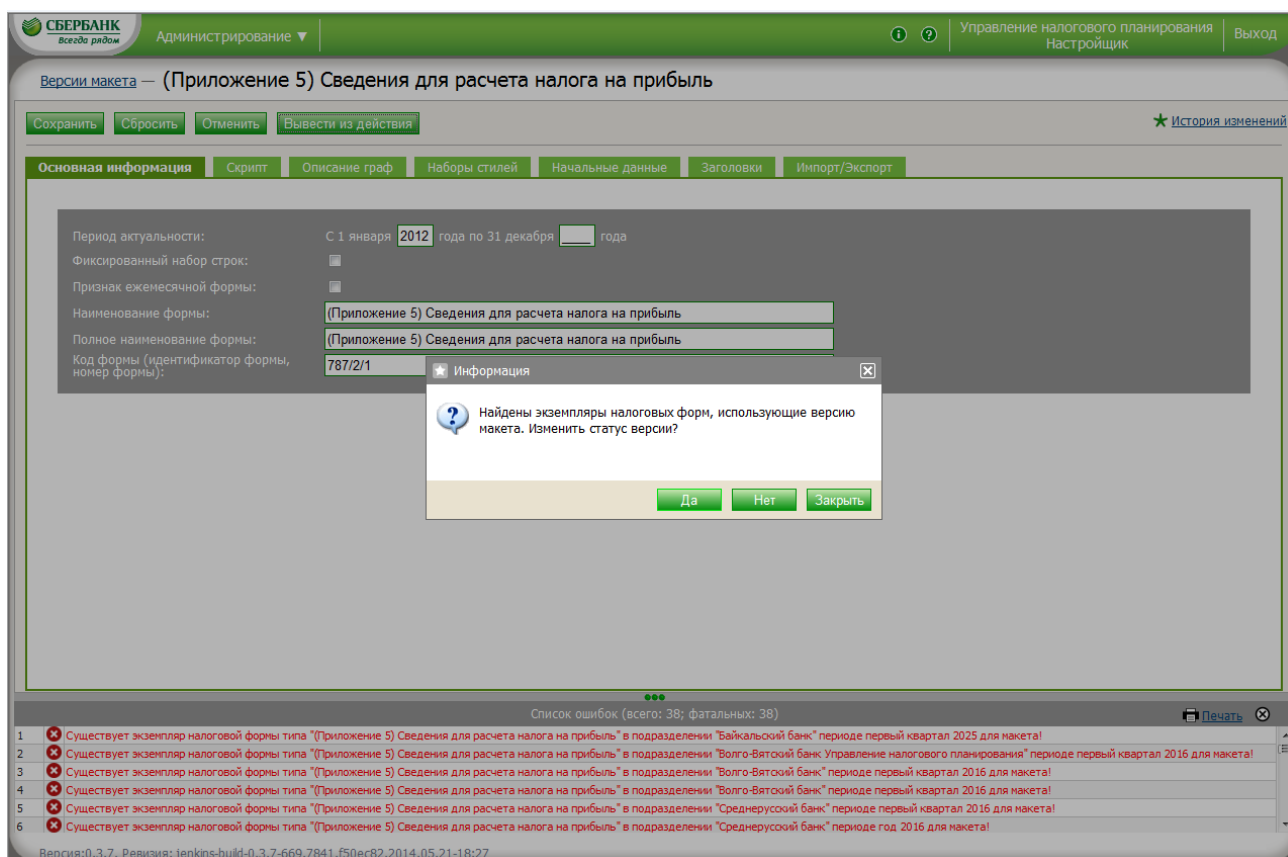 СБЕРБАНК
Всегда рядом
Администрирование ▼
Управление налогового планирования
Настройщик
Выход
Версии макета — (Приложение 5) Сведения для расчета налога на прибыль
Сохранить Сбросить Отменить Вывести из действия
История изменений
Основная информация Скрипт Описание граф Наборы стилей Начальные данные Заголовки Импорт/Экспорт
Период актуальности: С 1 января 2012 года по 31 декабря ____ года
Фиксированный набор строк:
Признак ежемесячной формы:
Наименование формы: (Приложение 5) Сведения для расчета налога на прибыль
Полное наименование формы: (Приложение 5) Сведения для расчета налога на прибыль
Код формы (идентификатор формы, номер формы): 787/2/1
Информация
Найдены экземпляры налоговых форм, использующие версию
макета. Изменить статус версии?
Да Нет Закрыть
Список ошибок (всего: 38; фатальных: 38)
Печать
1 Существует экземпляр налоговой формы типа "(Приложение 5) Сведения для расчета налога на прибыль" в подразделении "Байкальский банк" периоде первый квартал 2025 для макета!
2 Существует экземпляр налоговой формы типа "(Приложение 5) Сведения для расчета налога на прибыль" в подразделении "Волго-Вятский банк Управление налогового планирования" периоде первый квартал 2016 для макета!
3 Существует экземпляр налоговой формы типа "(Приложение 5) Сведения для расчета налога на прибыль" в подразделении "Волго-Вятский банк" периоде первый квартал 2016 для макета!
4 Существует экземпляр налоговой формы типа "(Приложение 5) Сведения для расчета налога на прибыль" в подразделении "Волго-Вятский банк" периоде первый квартал 2016 для макета!
5 Существует экземпляр налоговой формы типа "(Приложение 5) Сведения для расчета налога на прибыль" в подразделении "Среднерусский банк" периоде первый квартал 2016 для макета!
6 Существует экземпляр налоговой формы типа "(Приложение 5) Сведения для расчета налога на прибыль" в подразделении "Среднерусский банк" периоде год 2016 для макета!
Версия:0.3.7, Ревизия: jenkins-build-0.3.7-669,7841,f50ec82,2014.05.21-18:27